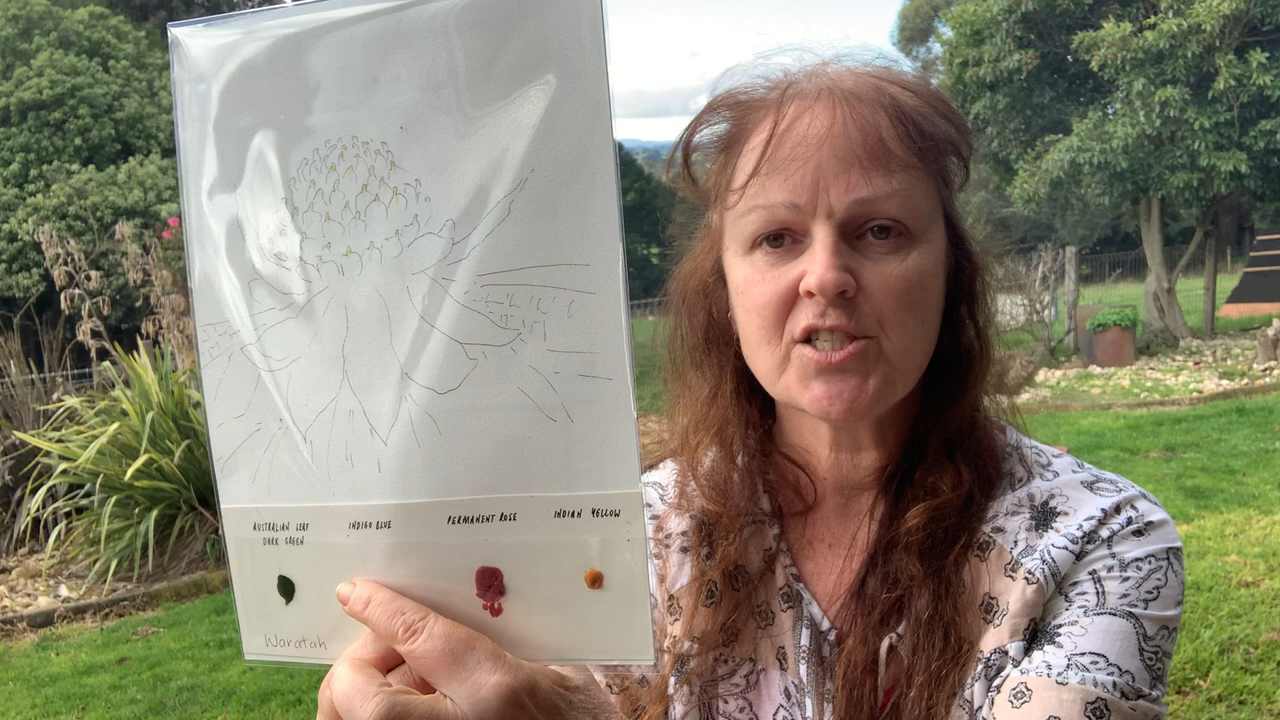 AUSTRALIAN LEAF
DARK GREEN
INDIGO BLUE
PERMANENT ROSE
INDIAN YELLOW
Waratah